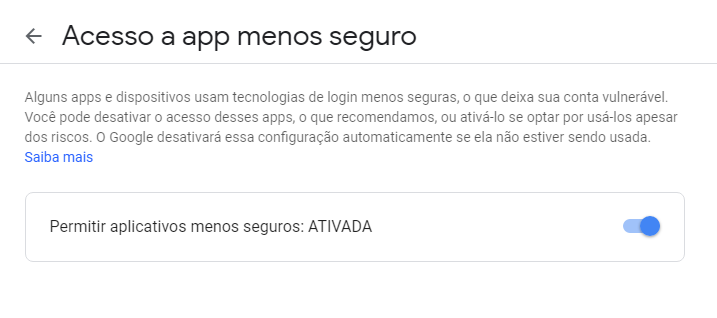 Acesso a app menos seguro
Alguns apps e dispositivos usam tecnologias de login menos seguras, o que deixa sua conta vulnerável.
Você pode desativar o acesso desses apps, o que recomendamos, ou ativá-lo se optar por usá-los apesar
dos riscos. O Google desativará essa configuração automaticamente se ela não estiver sendo usada.
Saiba mais
Permitir aplicativos menos seguros: ATIVADA